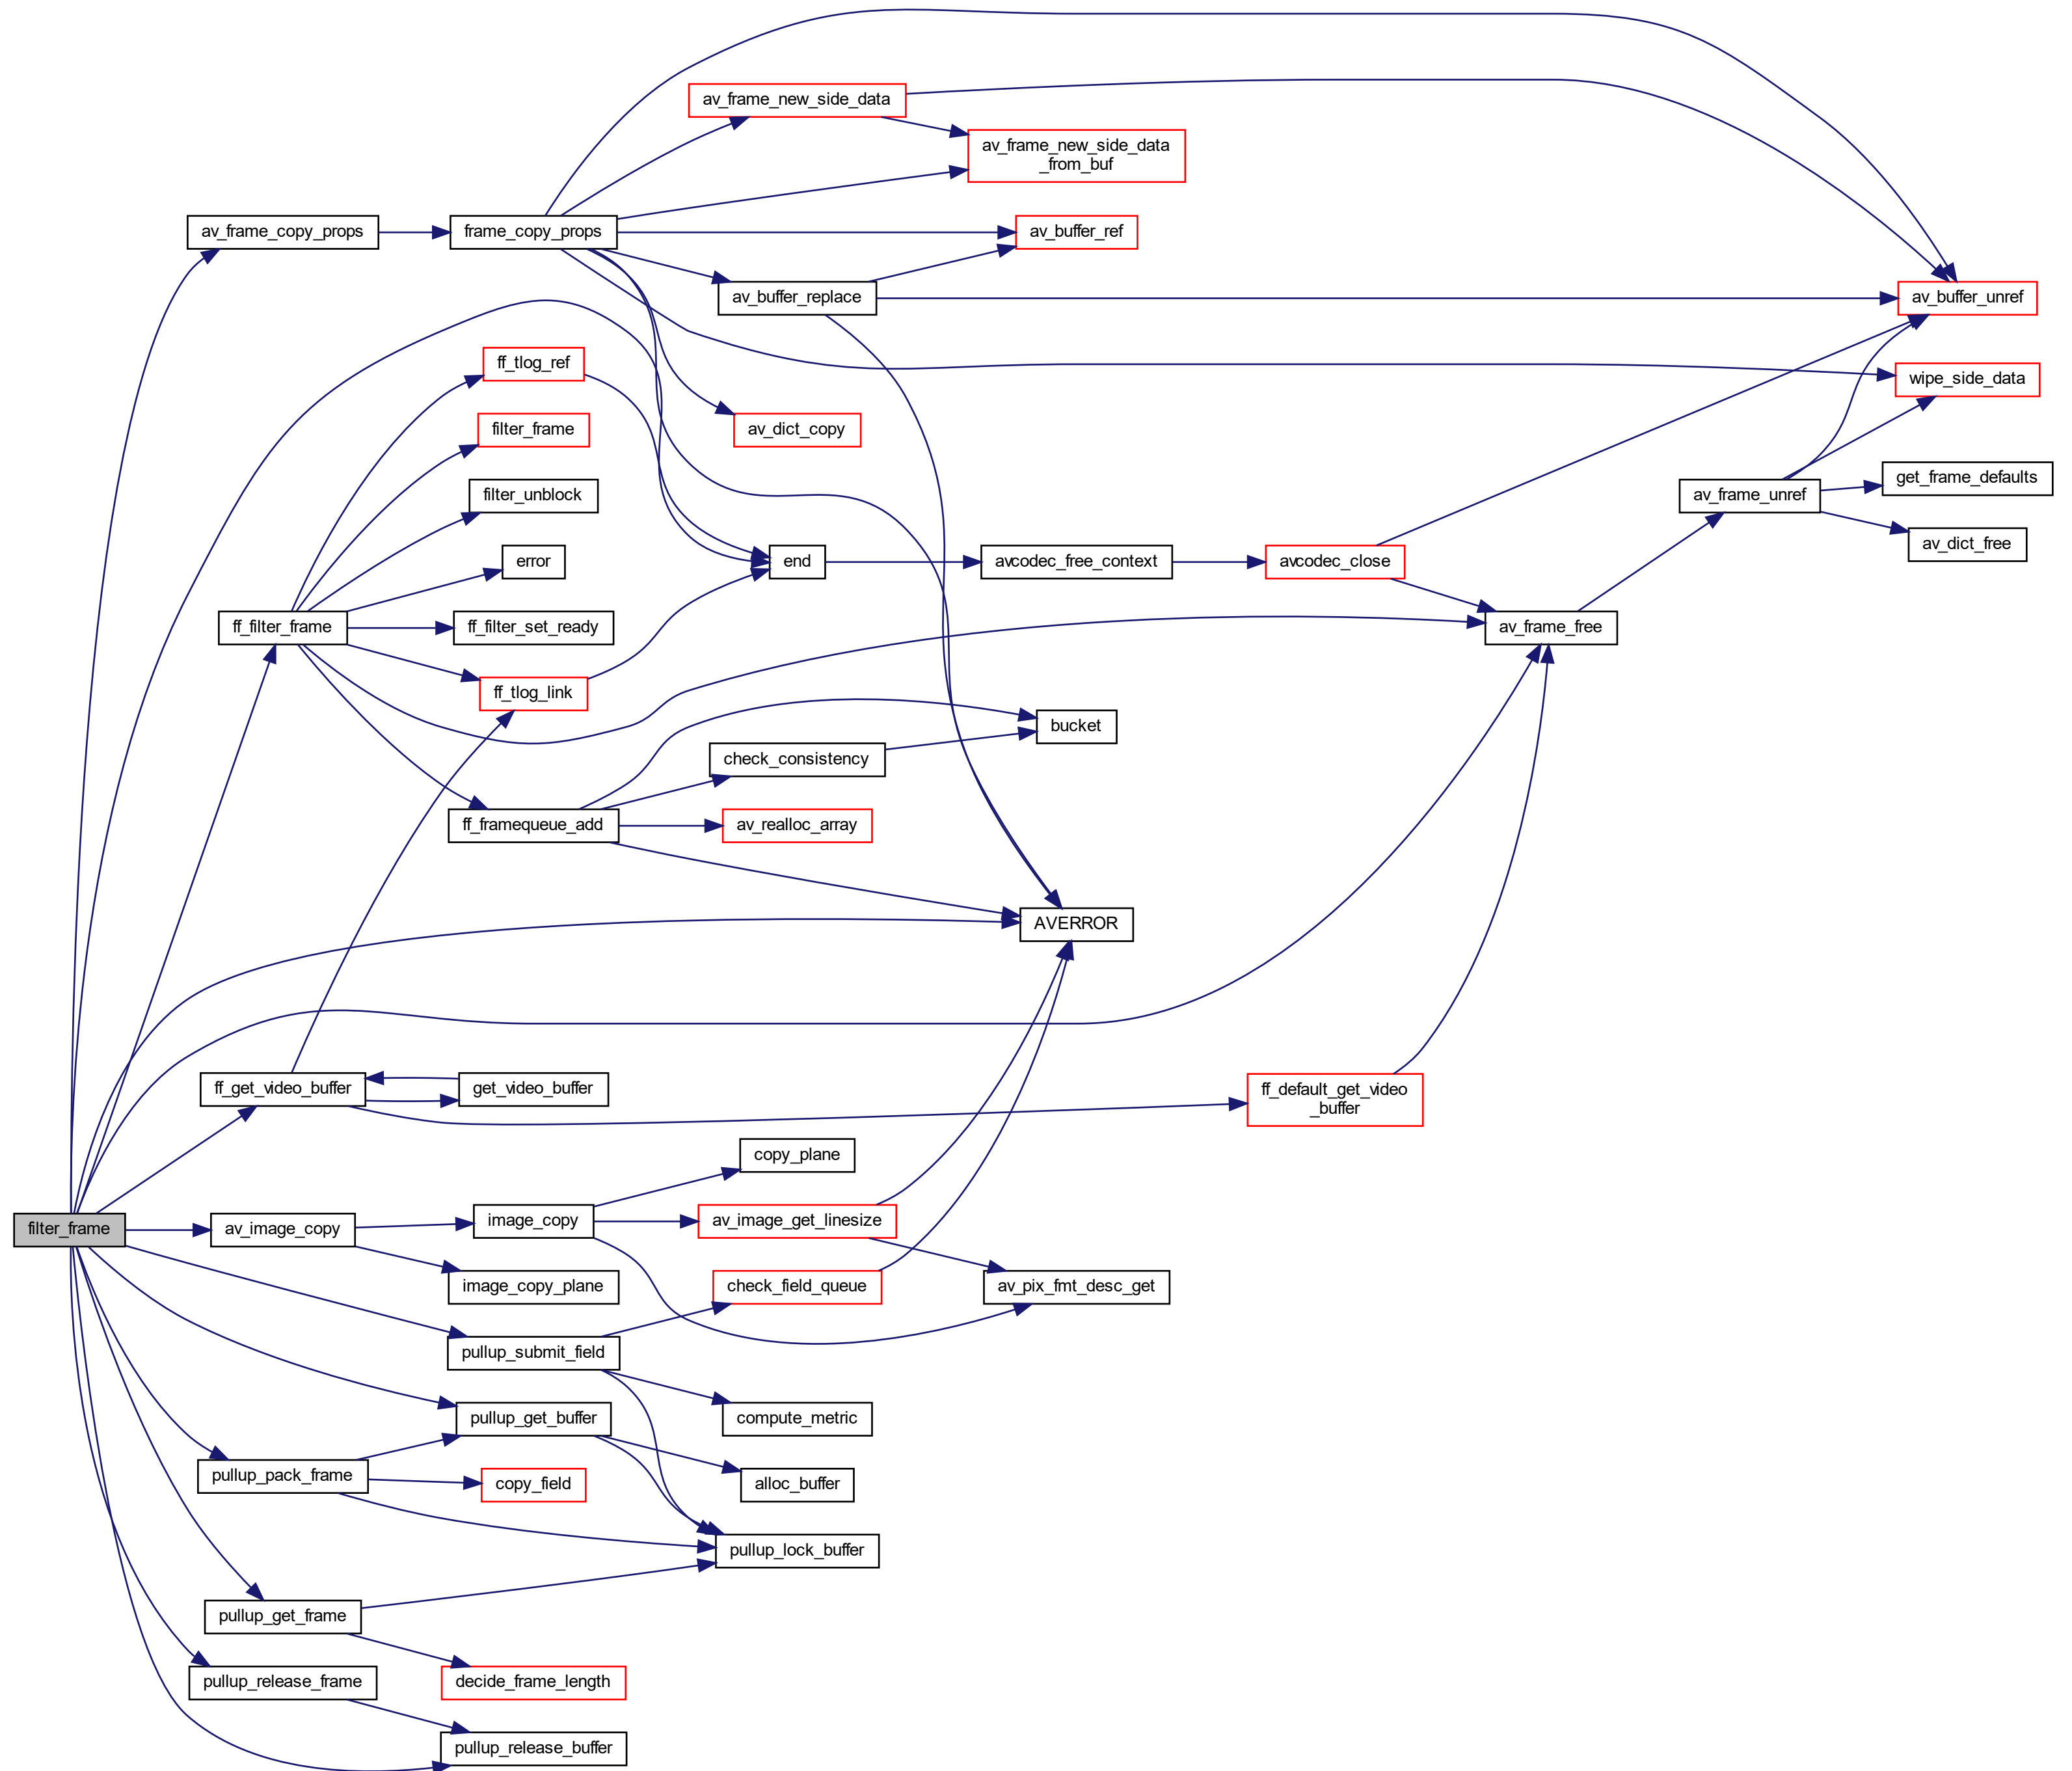 av_frame_new_side_data
av_frame_new_side_data
_from_buf
av_frame_copy_props
frame_copy_props
av_buffer_ref
av_buffer_replace
av_buffer_unref
ff_tlog_ref
wipe_side_data
filter_frame
av_dict_copy
filter_unblock
get_frame_defaults
av_frame_unref
av_dict_free
error
end
avcodec_free_context
avcodec_close
ff_filter_frame
ff_filter_set_ready
av_frame_free
ff_tlog_link
bucket
check_consistency
ff_framequeue_add
av_realloc_array
AVERROR
ff_get_video_buffer
get_video_buffer
ff_default_get_video
_buffer
copy_plane
filter_frame
av_image_copy
image_copy
av_image_get_linesize
image_copy_plane
check_field_queue
av_pix_fmt_desc_get
pullup_submit_field
pullup_get_buffer
compute_metric
pullup_pack_frame
copy_field
alloc_buffer
pullup_lock_buffer
pullup_get_frame
pullup_release_frame
decide_frame_length
pullup_release_buffer